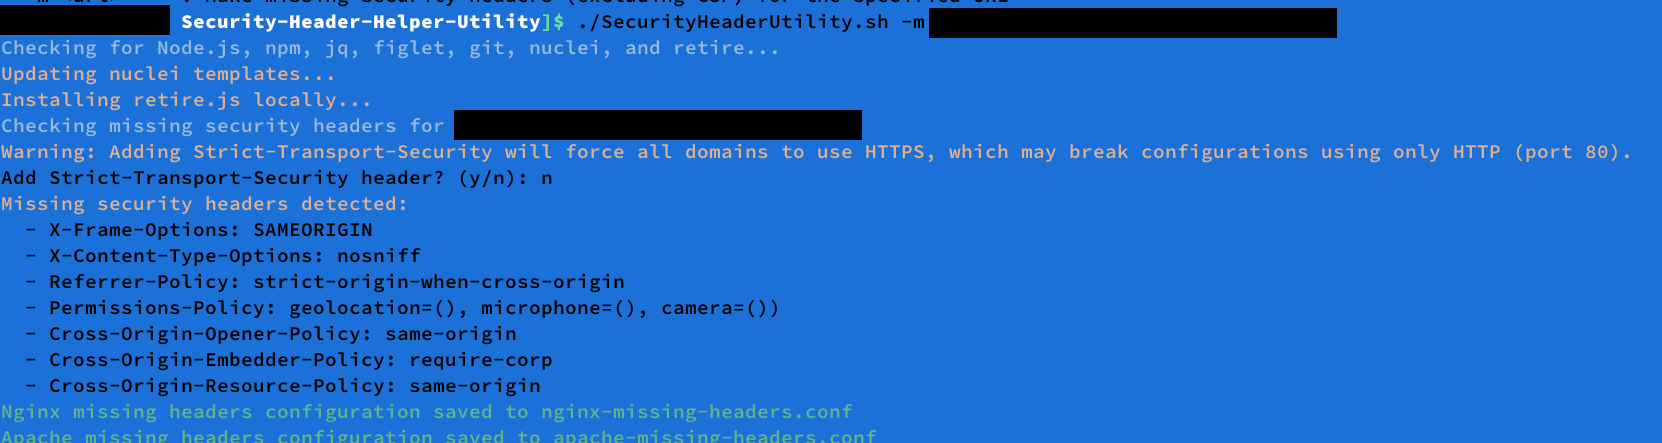 Security-Header-Helper-Utility]$ ./SecurityHeaderUtility.sh -m
Checking for Node.js, npm, jq, figlet, git, nuclei, and retire...
Updating nuclei templates...
Installing retire.js locally...
Checking missing security headers for
Warning: Adding Strict-Transport-Security will force all domains to use HTTPS, which may break configurations using only HTTP (port 80).
Add Strict-Transport-Security header? (y/n): n
Missing security headers detected:
- X-Frame-Options: SAMEORIGIN
- X-Content-Type-Options: nosniff
- Referrer-Policy: strict-origin-when-cross-origin
- Permissions-Policy: geolocation=(), microphone=(), camera=())
- Cross-Origin-Opener-Policy: same-origin
- Cross-Origin-Embedder-Policy: require-corp
- Cross-Origin-Resource-Policy: same-origin
Nginx missing headers configuration saved to nginx-missing-headers.conf
Apache missing headers configuration saved to apache-missing-headers.conf